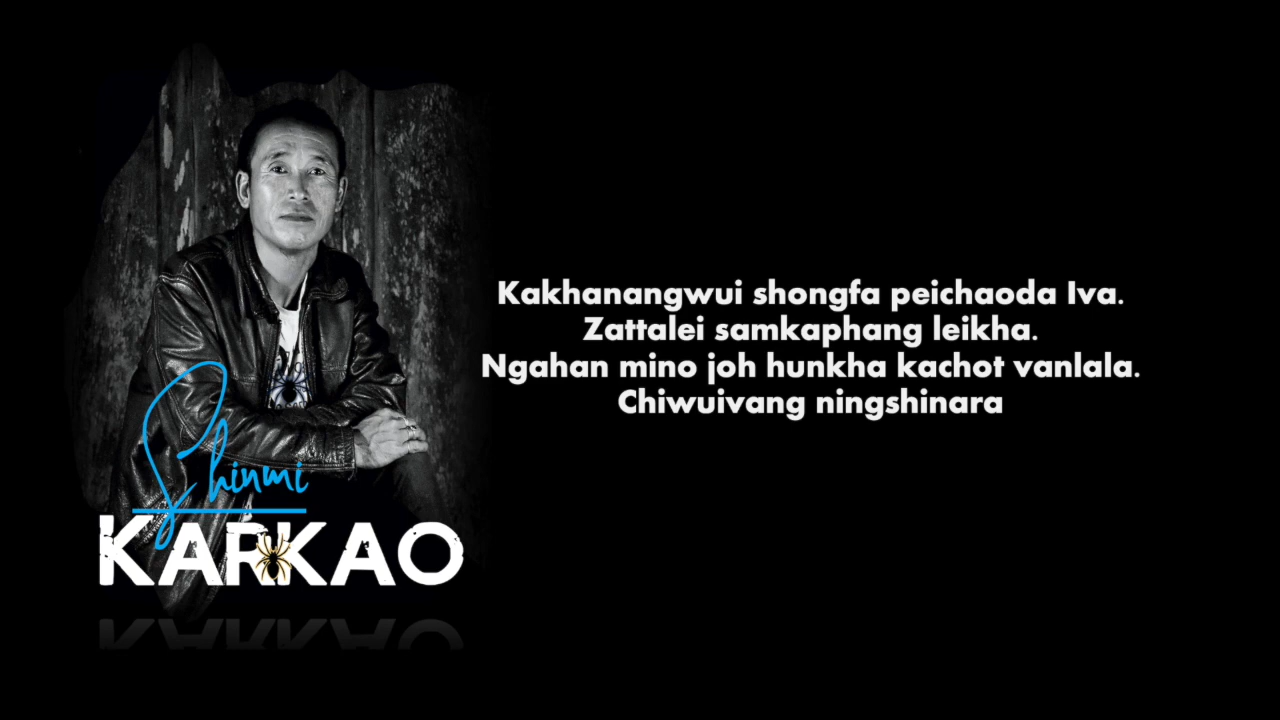 Kakhanangwui shongfa peichaoda Iva.
Zattalei samkaphang leikha.
Ngahan mino joh hunkha kachot vanlala.
Chiwuivang ningshinara
Shinmi
KARKAO